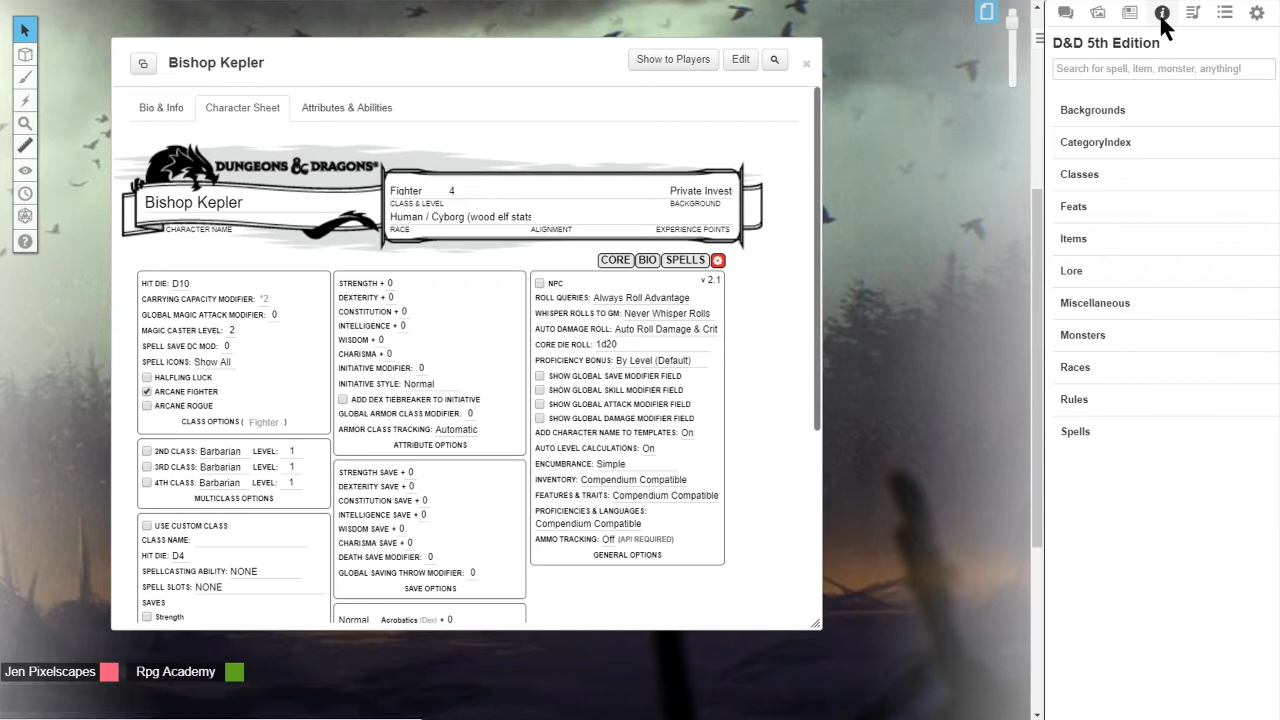 Bishop Kepler
Show to Players
Edit
Bio & Info
Character Sheet
Attributes & Abilities
DUNGEONS & DRAGONS®
Bishop Kepler
CHARACTER NAME
Fighter 4 Private Invest
CLASS & LEVEL BACKGROUND
Human / Cyborg (wood elf stats
RACE ALIGNMENT EXPERIENCE POINTS
CORE BIO SPELLS
HIT DIE: D10
CARRYING CAPACITY MODIFIER: *2
GLOBAL MAGIC ATTACK MODIFIER: 0
MAGIC CASTER LEVEL: 2
SPELL SAVE DC MOD: 0
SPELL ICONS: Show All
HALFLING LUCK
ARCANE FIGHTER
ARCANE ROGUE
CLASS OPTIONS ( Fighter )
2ND CLASS: Barbarian LEVEL: 1
3RD CLASS: Barbarian LEVEL: 1
4TH CLASS: Barbarian LEVEL: 1
MULTICLASS OPTIONS
USE CUSTOM CLASS
CLASS NAME:
HIT DIE: D4
SPELLCASTING ABILITY: NONE
SPELL SLOTS: NONE
SAVES
Strength
STRENGTH + 0
DEXTERITY + 0
CONSTITUTION + 0
INTELLIGENCE + 0
WISDOM + 0
CHARISMA + 0
INITIATIVE MODIFIER: 0
INITIATIVE STYLE: Normal
ADD DEX TIEBREAKER TO INITIATIVE
GLOBAL ARMOR CLASS MODIFIER: 0
ARMOR CLASS TRACKING: Automatic
ATTRIBUTE OPTIONS
STRENGTH SAVE + 0
DEXTERITY SAVE + 0
CONSTITUTION SAVE + 0
INTELLIGENCE SAVE + 0
WISDOM SAVE + 0
CHARISMA SAVE + 0
DEATH SAVE MODIFIER: 0
GLOBAL SAVING THROW MODIFIER: 0
SAVE OPTIONS
Normal Acrobatics (Dex) + 0
NPC v 2.1
ROLL QUERIES: Always Roll Advantage
WHISPER ROLLS TO GM: Never Whisper Rolls
AUTO DAMAGE ROLL: Auto Roll Damage & Crit
CORE DIE ROLL: 1d20
PROFICIENCY BONUS: By Level (Default)
SHOW GLOBAL SAVE MODIFIER FIELD
SHOW GLOBAL SKILL MODIFIER FIELD
SHOW GLOBAL ATTACK MODIFIER FIELD
SHOW GLOBAL DAMAGE MODIFIER FIELD
ADD CHARACTER NAME TO TEMPLATES: On
AUTO LEVEL CALCULATIONS: On
ENCUMBRANCE: Simple
INVENTORY: Compendium Compatible
FEATURES & TRAITS: Compendium Compatible
PROFICIENCIES & LANGUAGES:
Compendium Compatible
AMMO TRACKING: Off (API REQUIRED)
GENERAL OPTIONS
Jen Pixelscapes
Rpg Academy
D&D 5th Edition
Search for spell, item, monster, anything!
Backgrounds
CategoryIndex
Classes
Feats
Items
Lore
Miscellaneous
Monsters
Races
Rules
Spells